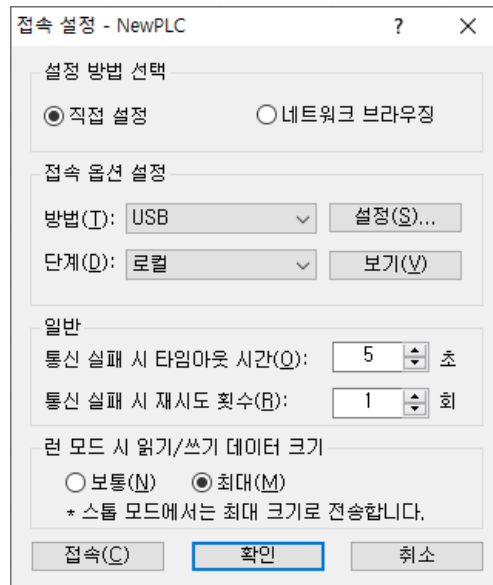 접속 설정 - NewPLC ? ×
설정 방법 선택
직접 설정 네트워크 브라우징
접속 옵션 설정
방법(T): USB 설정(S)...
단계(D): 로컬 보기(V)
일반
통신 실패 시 타임아웃 시간(O): 5 초
통신 실패 시 재시도 횟수(R): 1 회
런 모드 시 읽기/쓰기 데이터 크기
보통(N) 최대(M)
* 스톱 모드에서는 최대 크기로 전송합니다.
접속(C) 확인 취소